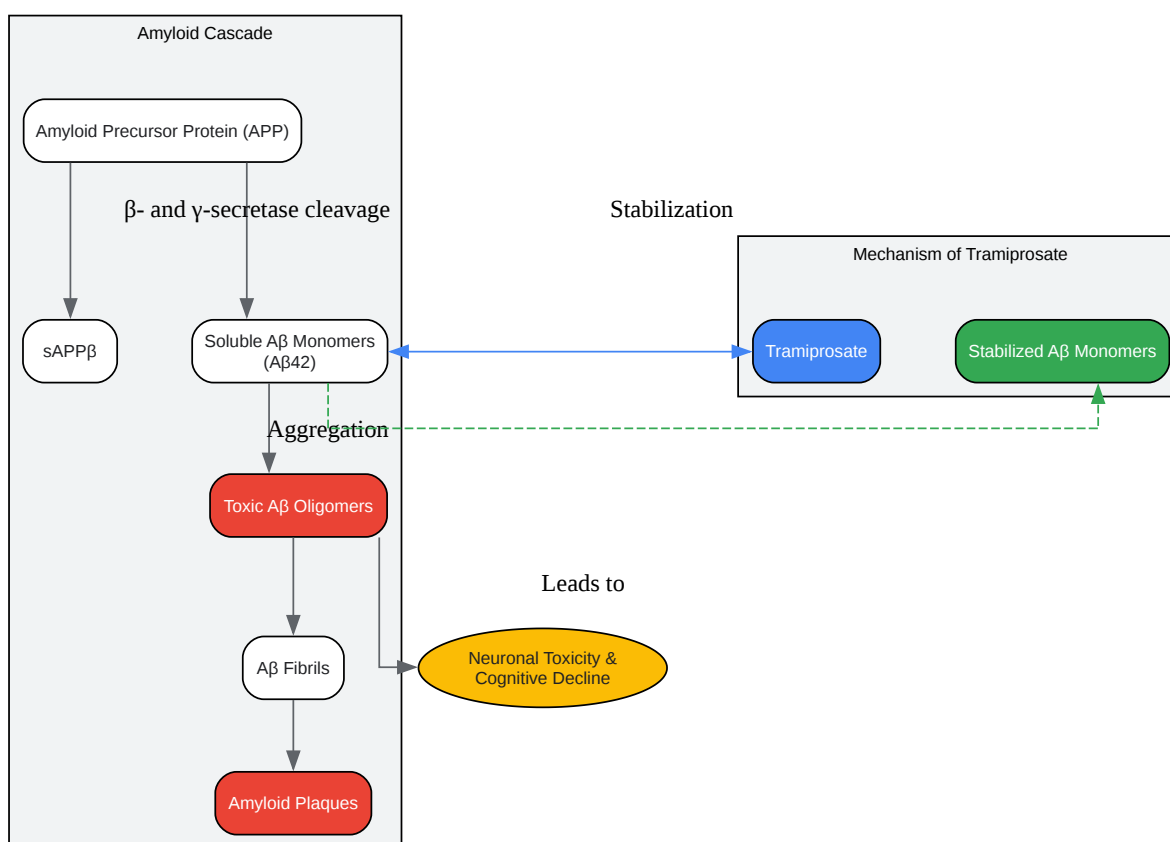 Amyloid Cascade
Amyloid Precursor Protein (APP)
β- and γ-secretase cleavage
Stabilization
Mechanism of Tramiprosate
sAPPβ
Soluble Aβ Monomers
(Aβ42)
Tramiprosate
Stabilized Aβ Monomers
Aggregation
Toxic Aβ Oligomers
Leads to
Aβ Fibrils
Neuronal Toxicity &
Cognitive Decline
Amyloid Plaques